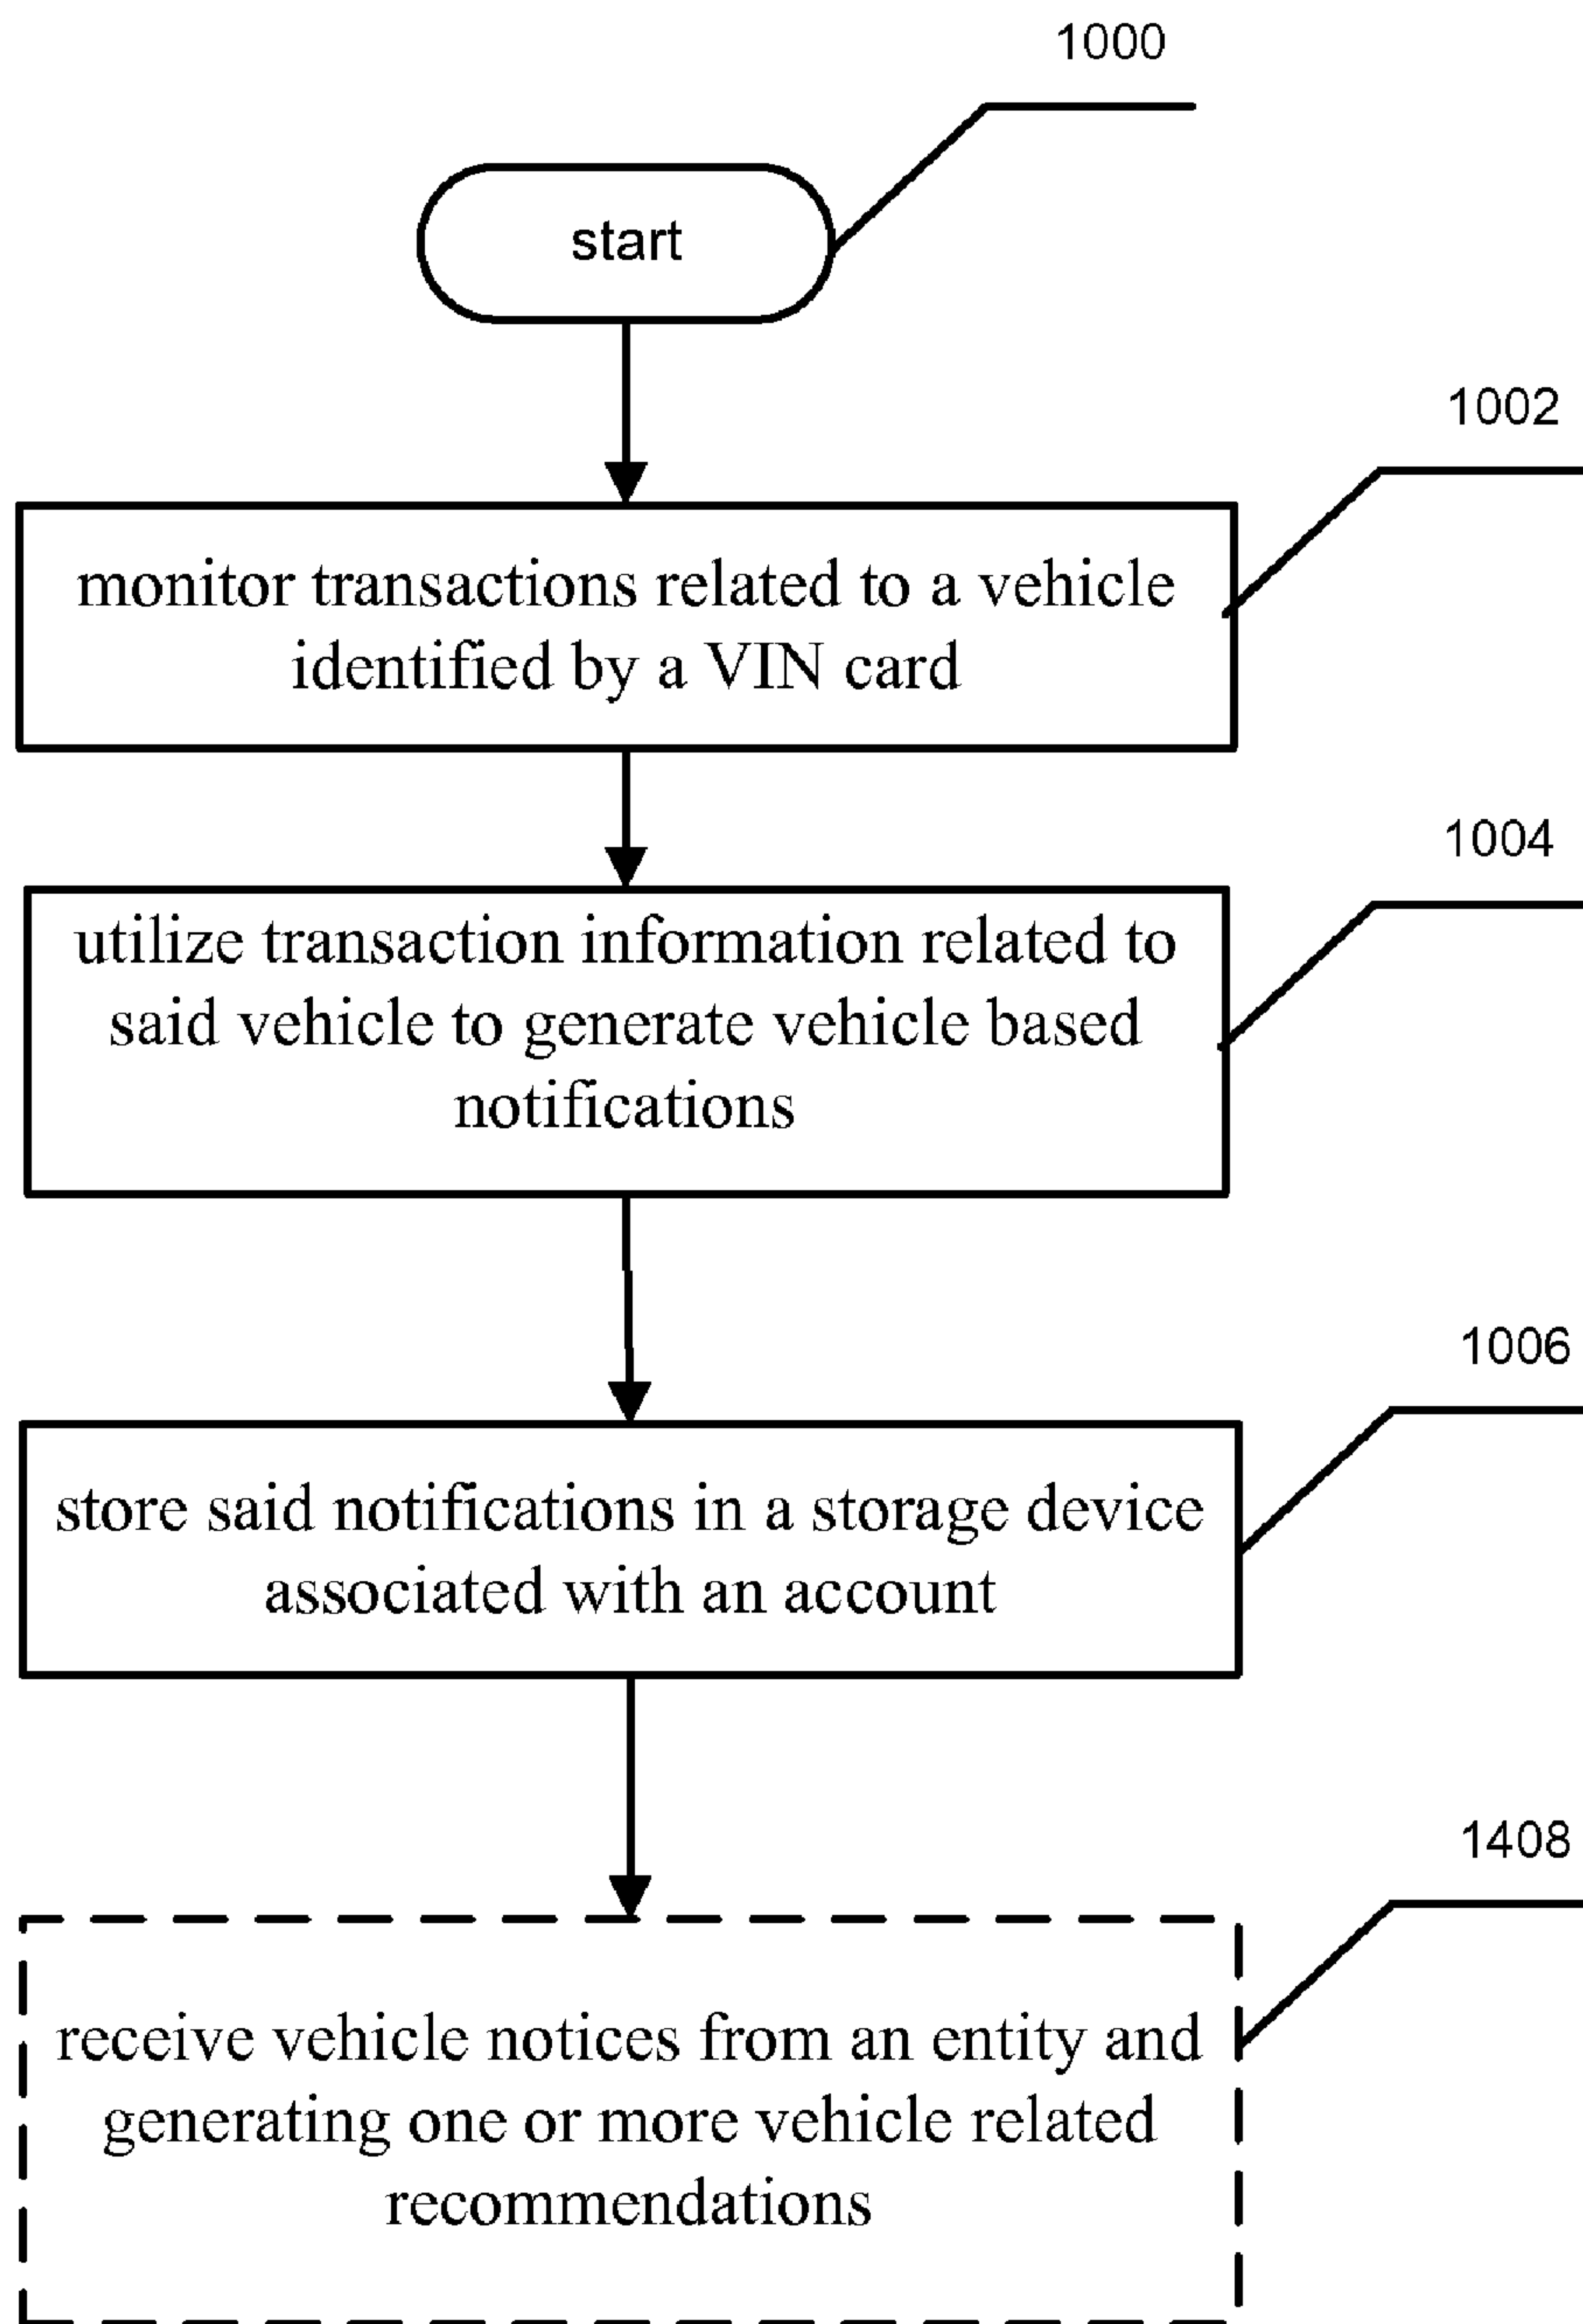 1000
start
1002
monitor transactions related to a vehicle
identified by a VIN card
1004
utilize transaction information related to
said vehicle to generate vehicle based
notifications
1006
store said notifications in a storage device
associated with an account
1408
receive vehicle notices from an entity and
generating one or more vehicle related
recommendations